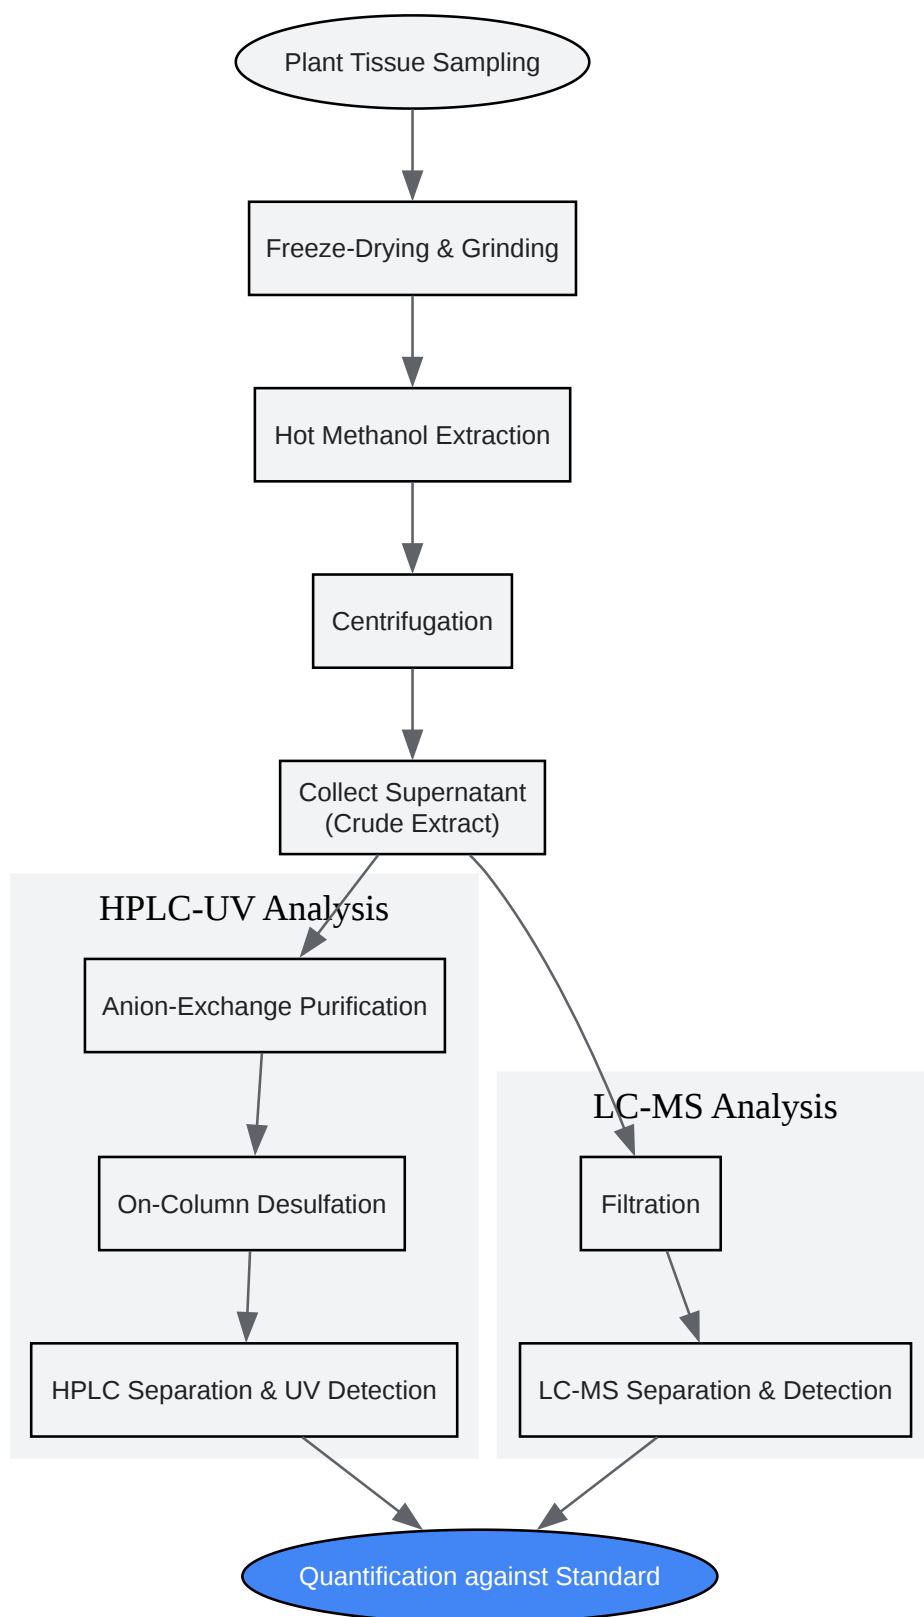 Plant Tissue Sampling
Freeze-Drying & Grinding
Hot Methanol Extraction
Centrifugation
Collect Supernatant
(Crude Extract)
HPLC-UV Analysis
Anion-Exchange Purification
On-Column Desulfation
HPLC Separation & UV Detection
LC-MS Analysis
Filtration
LC-MS Separation & Detection
Quantification against Standard